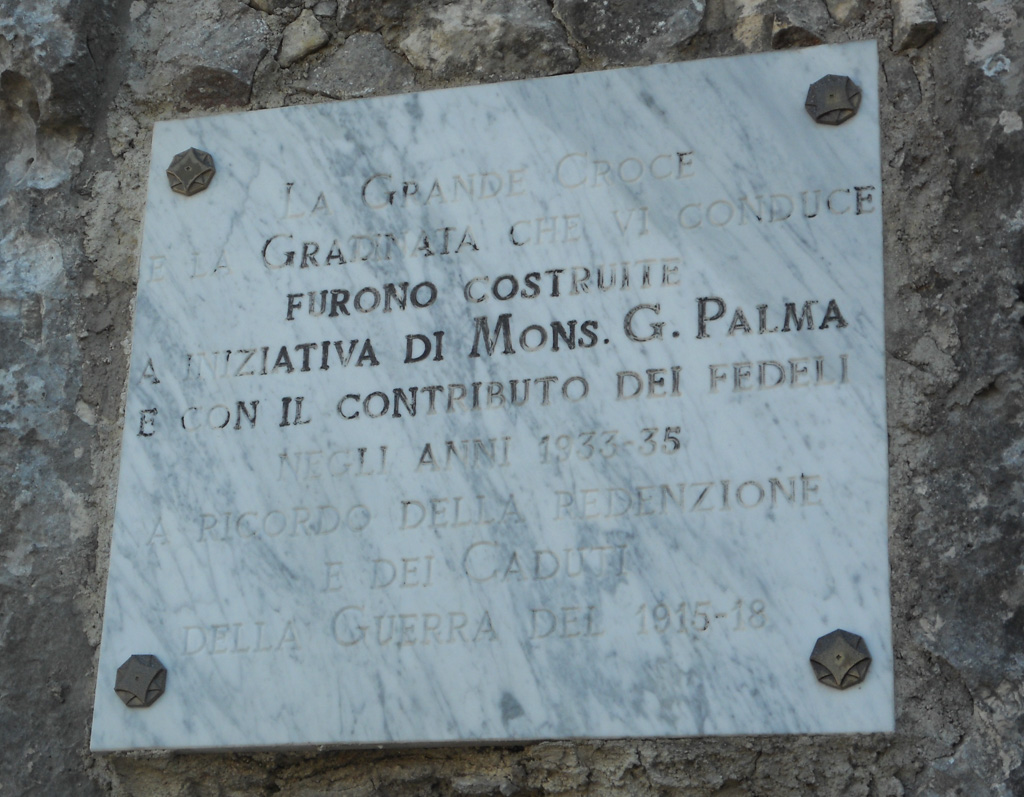 La Grande Croce
e la Gradinata che vi conduce
furono costruite
a iniziativa di Mons. G. Palma
e con il contributo dei fedeli
negli anni 1933-35
a ricordo della Redenzione
e dei Caduti
della Guerra del 1915-18